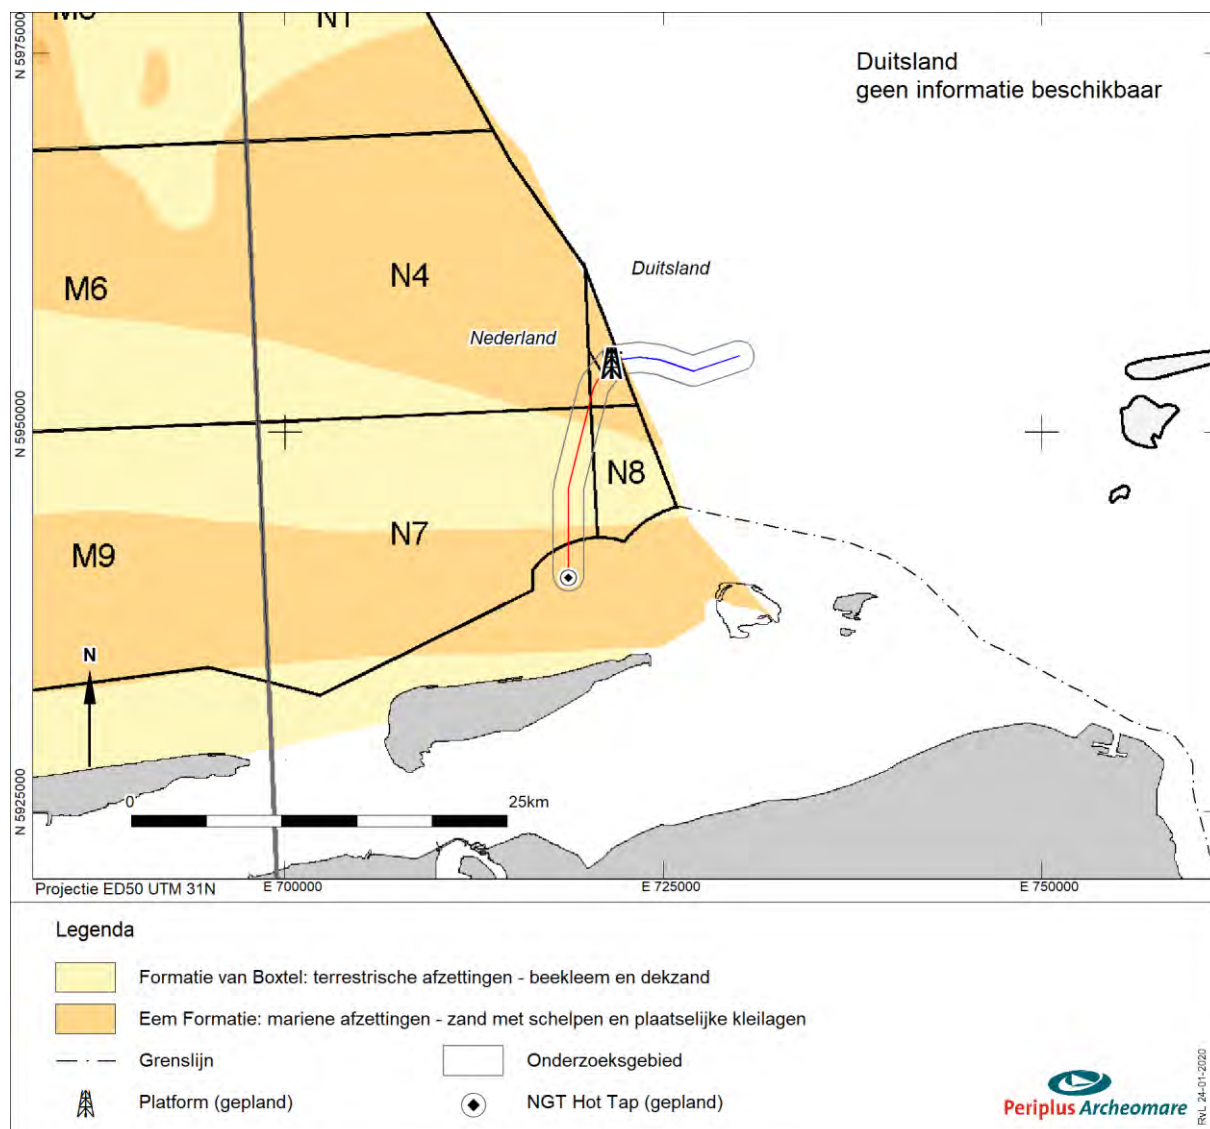 N1
Duitsland
geen informatie beschikbaar
N 5975000
M6
N4
Duitsland
Nederland
N 5950000
N8
N7
M9
N
N 5925000
0
25km
Projectie ED50 UTM 31N
E 700000
E 725000
E 750000
Legenda
Formatie van Boxtel: terrestrische afzettingen - beekleem en dekzand
Eem Formatie: mariene afzettingen - zand met schelpen en plaatselijke kleilagen
Grenslijn
Onderzoeksgebied
Platform (gepland)
NGT Hot Tap (gepland)
Periplus Archeomare
RvL 24-01-2020